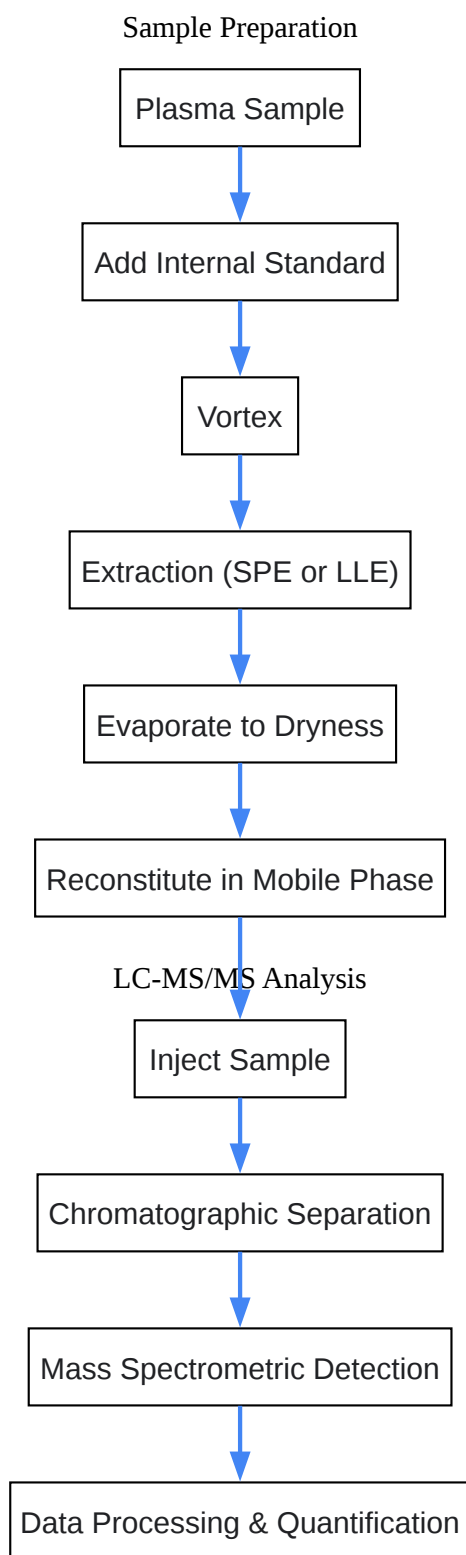 Sample Preparation
Plasma Sample
Add Internal Standard
Vortex
Extraction (SPE or LLE)
Evaporate to Dryness
Reconstitute in Mobile Phase
LC-MS/MS Analysis
Inject Sample
Chromatographic Separation
Mass Spectrometric Detection
Data Processing & Quantification